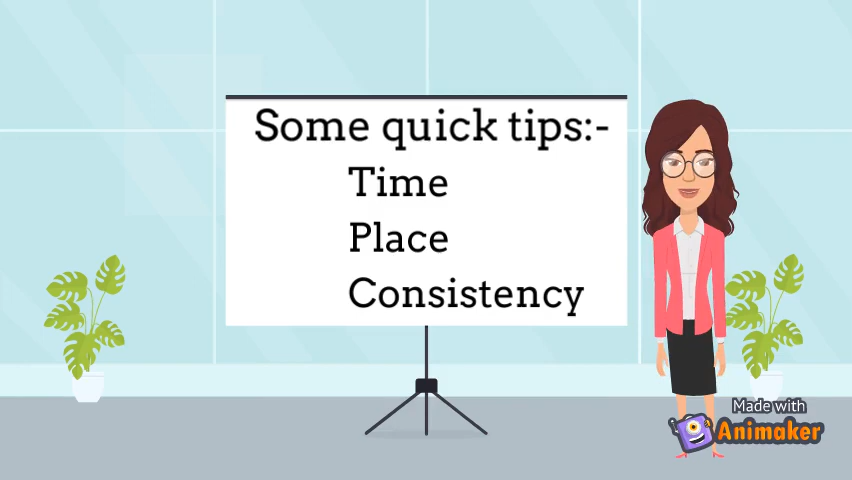 Some quick tips:-
Time
Place
Consistency
Made with
Animaker